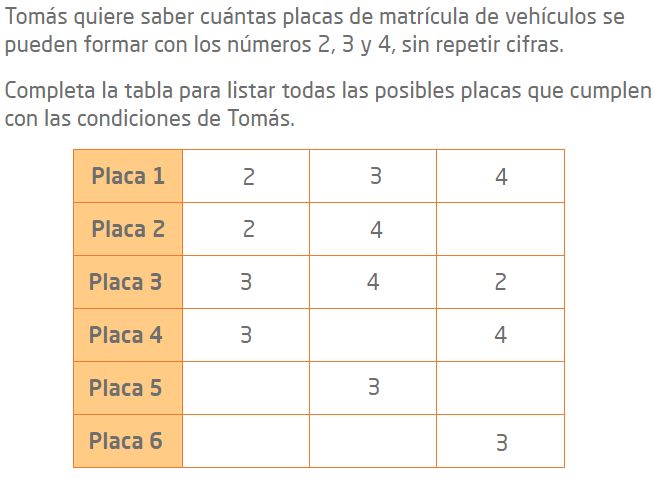 Tomás quiere saber cuántas placas de matrícula de vehículos se
pueden formar con los números 2, 3 y 4, sin repetir cifras.
Completa la tabla para listar todas las posibles placas que cumplen
con las condiciones de Tomás.
Placa 1 2 3 4
Placa 2 2 4
Placa 3 3 4 2
Placa 4 3 4
Placa 5 3
Placa 6 3